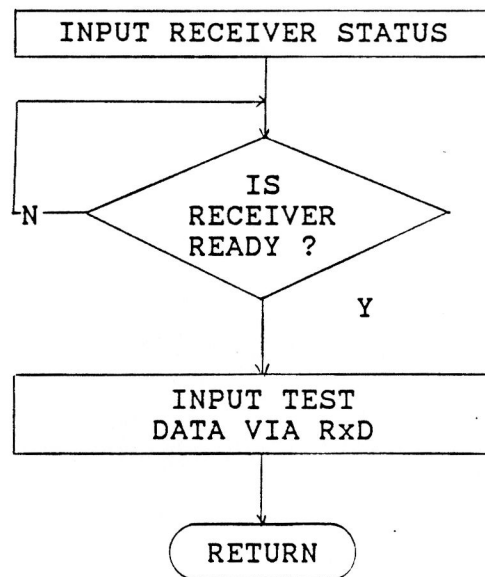 INPUT RECEIVER STATUS
IS
RECEIVER
READY ?
N
Y
INPUT TEST
DATA VIA RxD
RETURN